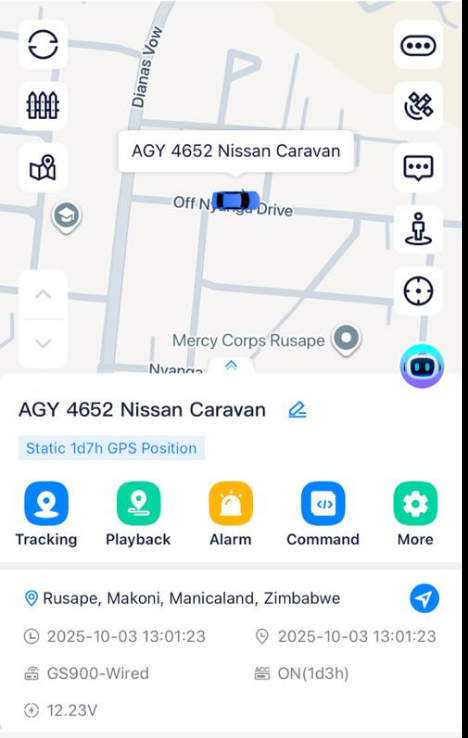 Dianas Vow
AGY 4652 Nissan Caravan
Off Nyanga Drive
Mercy Corps Rusape
Nyanga
AGY 4652 Nissan Caravan
Static 1d7h GPS Position
Tracking Playback Alarm Command More
Rusape, Makoni, Manicaland, Zimbabwe
2025-10-03 13:01:23 2025-10-03 13:01:23
GS900-Wired ACC ON(1d3h)
12.23V